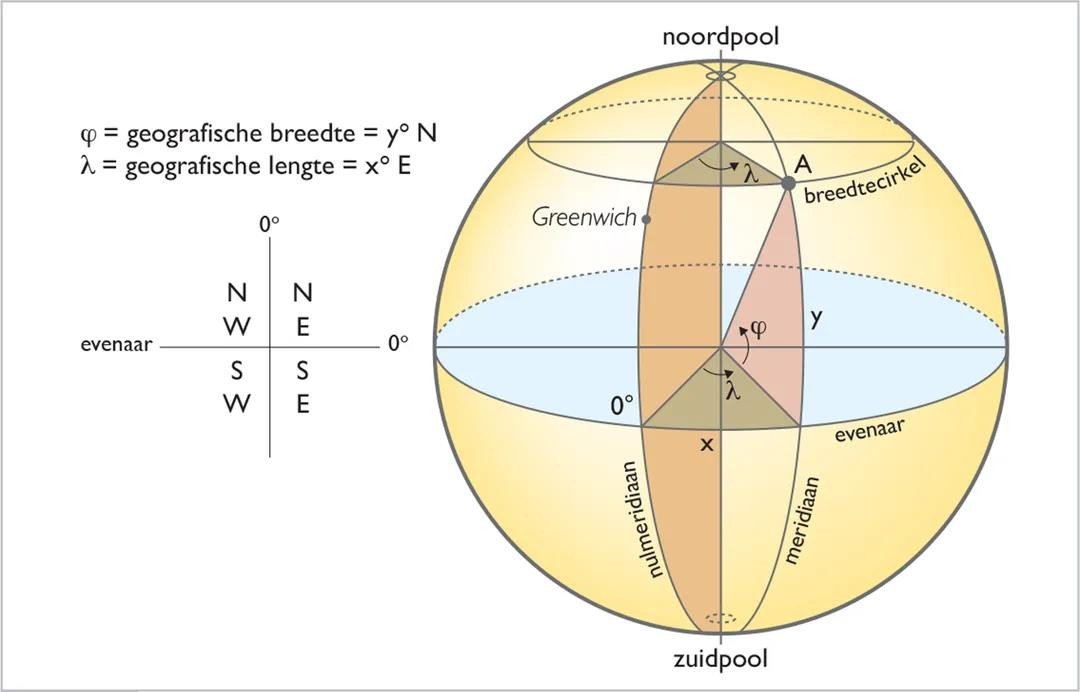 noordpool
φ = geografische breedte = y° N
λ = geografische lengte = x° E
A
λ
breedtecirkel
Greenwich
0°
N N
W E
evenaar 0°
S S
W E
φ
y
λ
0°
x
evenaar
nulmeridiaan
meridiaan
zuidpool